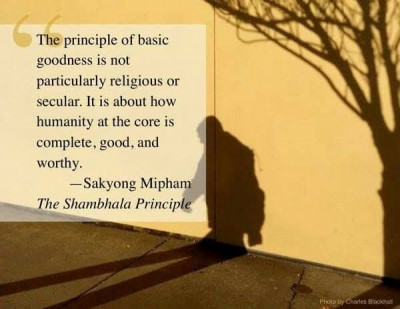 “
The principle of basic
goodness is not
particularly religious or
secular. It is about how
humanity at the core is
complete, good, and
worthy.
—Sakyong Mipham
The Shambhala Principle
Photo by Charles Blackhall